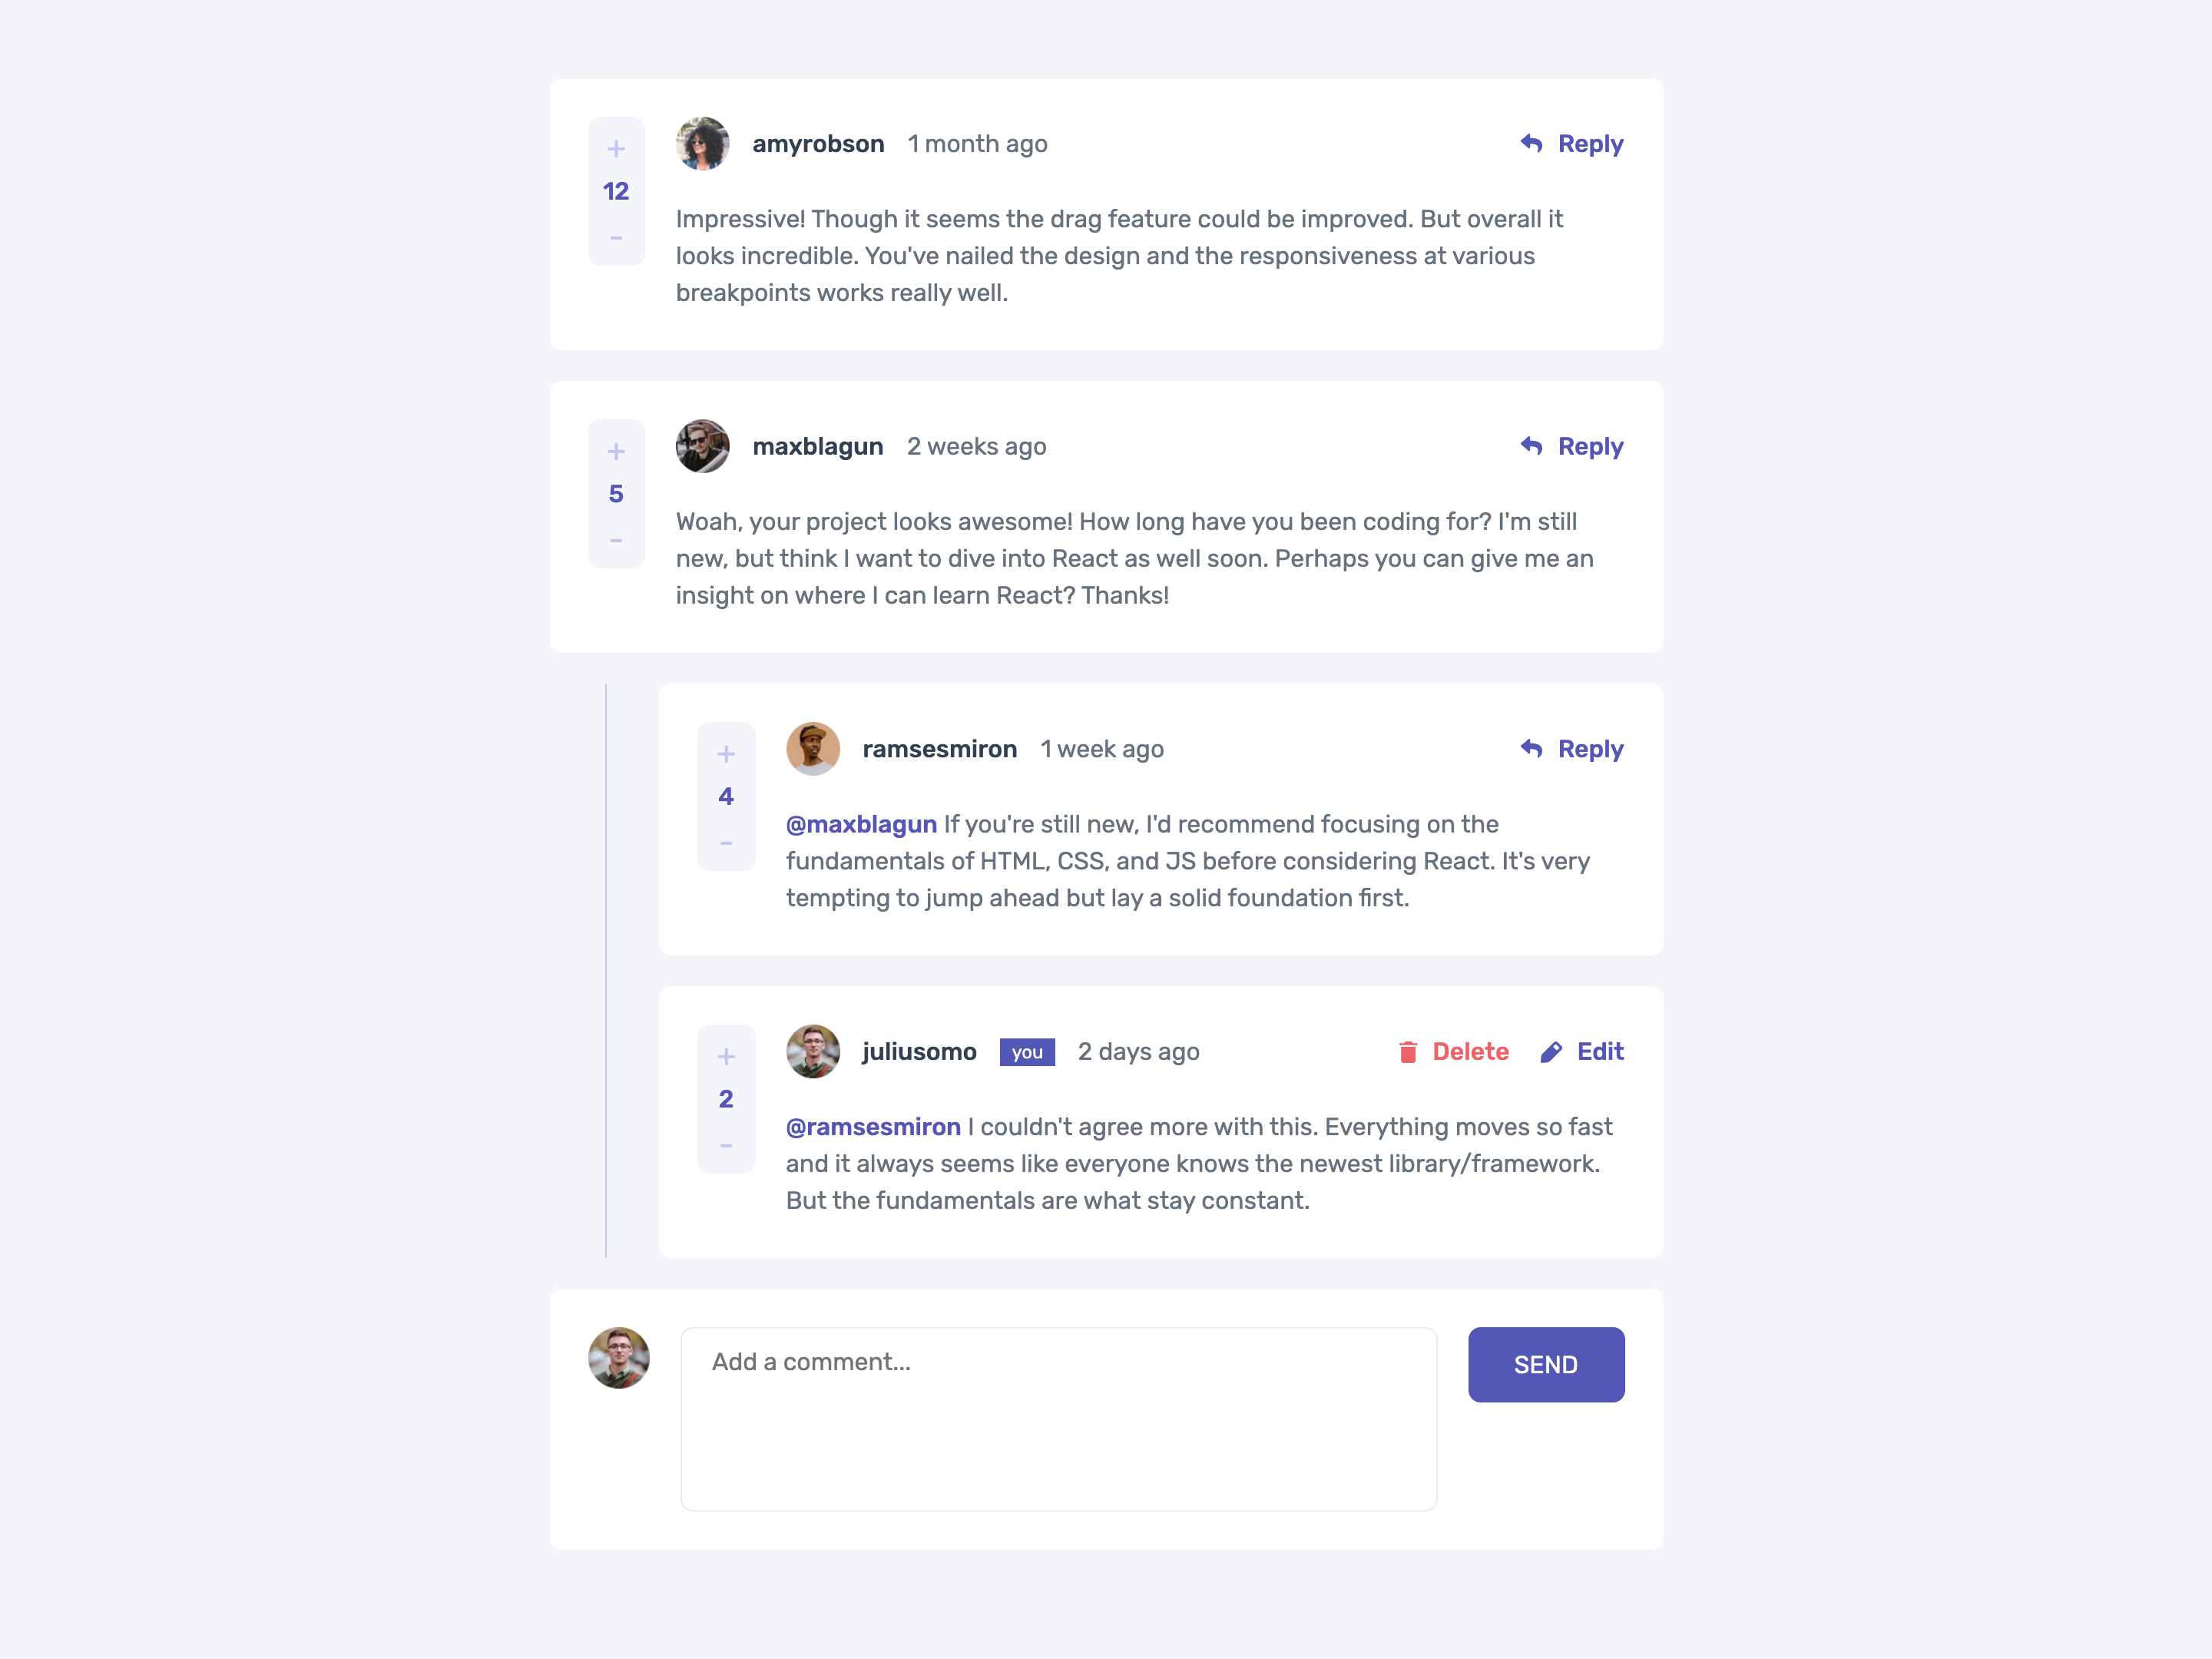 +
12
-
amyrobson 1 month ago
Reply
Impressive! Though it seems the drag feature could be improved. But overall it
looks incredible. You've nailed the design and the responsiveness at various
breakpoints works really well.
+
5
-
maxblagun 2 weeks ago
Reply
Woah, your project looks awesome! How long have you been coding for? I'm still
new, but think I want to dive into React as well soon. Perhaps you can give me an
insight on where I can learn React? Thanks!
+
4
-
ramsesmiron 1 week ago
Reply
@maxblagun If you're still new, I'd recommend focusing on the
fundamentals of HTML, CSS, and JS before considering React. It's very
tempting to jump ahead but lay a solid foundation first.
+
2
-
juliusomo you 2 days ago
Delete Edit
@ramsesmiron I couldn't agree more with this. Everything moves so fast
and it always seems like everyone knows the newest library/framework.
But the fundamentals are what stay constant.
Add a comment...
SEND